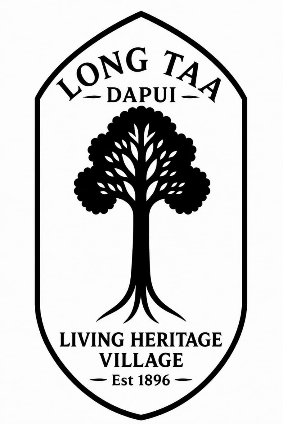 LONG TAA
– DAPUI –
LIVING HERITAGE
VILLAGE
– Est 1896 –